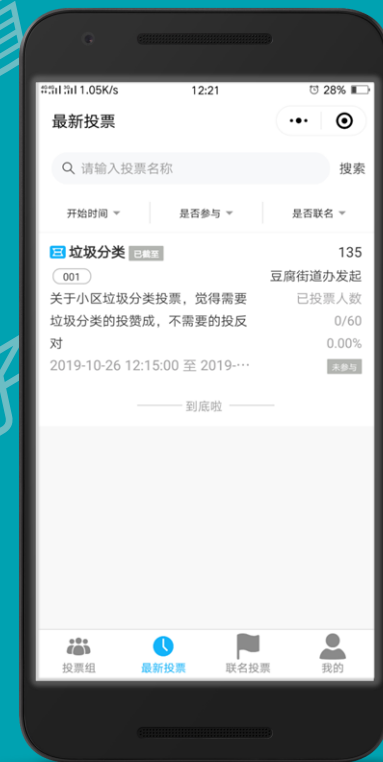 1.05K/s 12:21 28%
最新投票
请输入投票名称 搜索
开始时间 是否参与 是否联名
垃圾分类 已截至 135
001 豆腐街道办发起
关于小区垃圾分类投票，觉得需要 已投票人数
垃圾分类的投赞成，不需要的投反 0/60
对 0.00%
2019-10-26 12:15:00 至 2019-··· 未参与
到底啦
投票组 最新投票 联名投票 我的